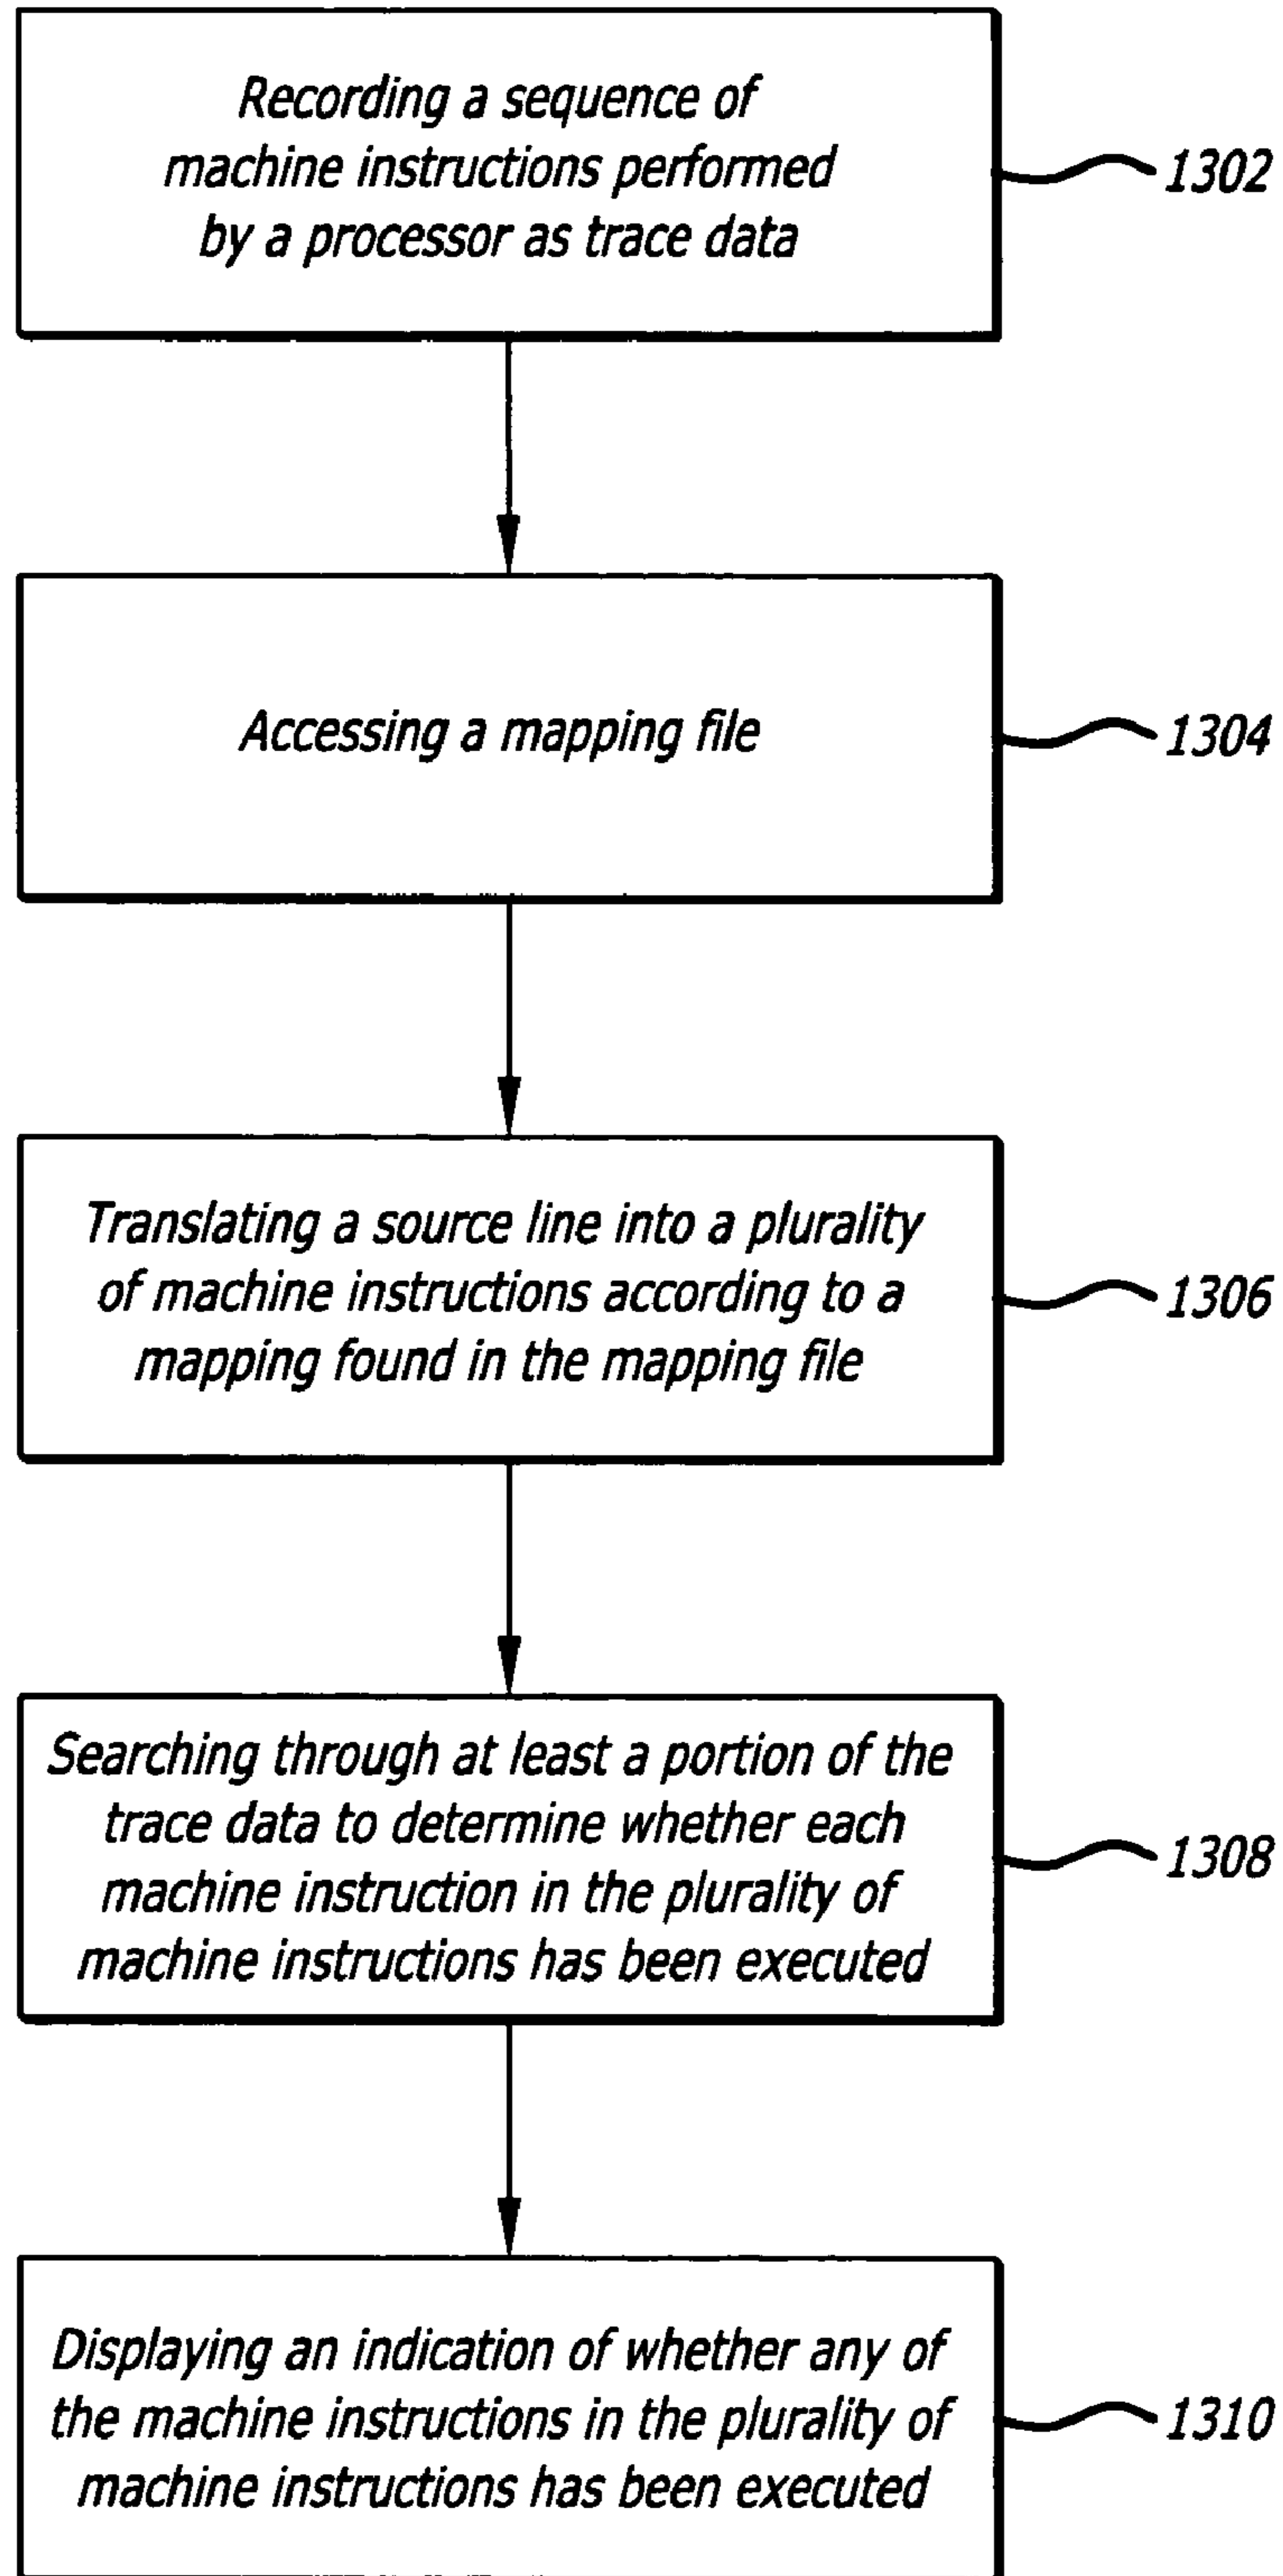 Recording a sequence of
machine instructions performed
by a processor as trace data
1302
Accessing a mapping file
1304
Translating a source line into a plurality
of machine instructions according to a
mapping found in the mapping file
1306
Searching through at least a portion of the
trace data to determine whether each
machine instruction in the plurality of
machine instructions has been executed
1308
Displaying an indication of whether any of
the machine instructions in the plurality of
machine instructions has been executed
1310